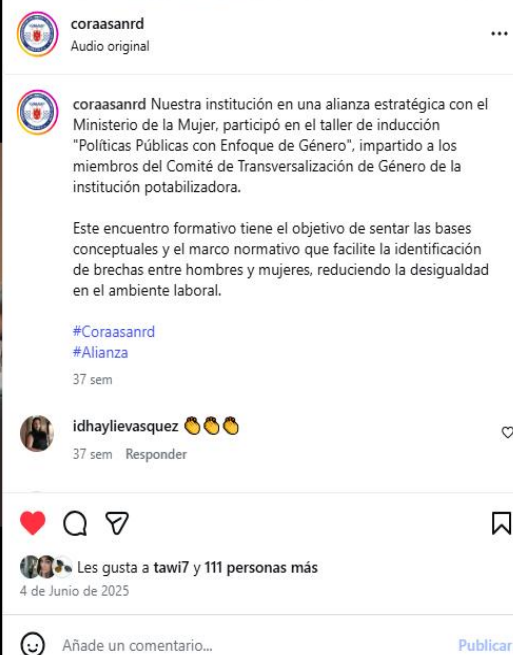 coraasanrd
Audio original
coraasanrd Nuestra institución en una alianza estratégica con el
Ministerio de la Mujer, participó en el taller de inducción
"Políticas Públicas con Enfoque de Género", impartido a los
miembros del Comité de Transversalización de Género de la
institución potabilizadora.
Este encuentro formativo tiene el objetivo de sentar las bases
conceptuales y el marco normativo que facilite la identificación
de brechas entre hombres y mujeres, reduciendo la desigualdad
en el ambiente laboral.
#Coraasanrd
#Alianza
37 sem
idhaylievasquez 👏👏👏
37 sem Responder
Les gusta a tawi7 y 111 personas más
4 de Junio de 2025
Añade un comentario...
Publicar